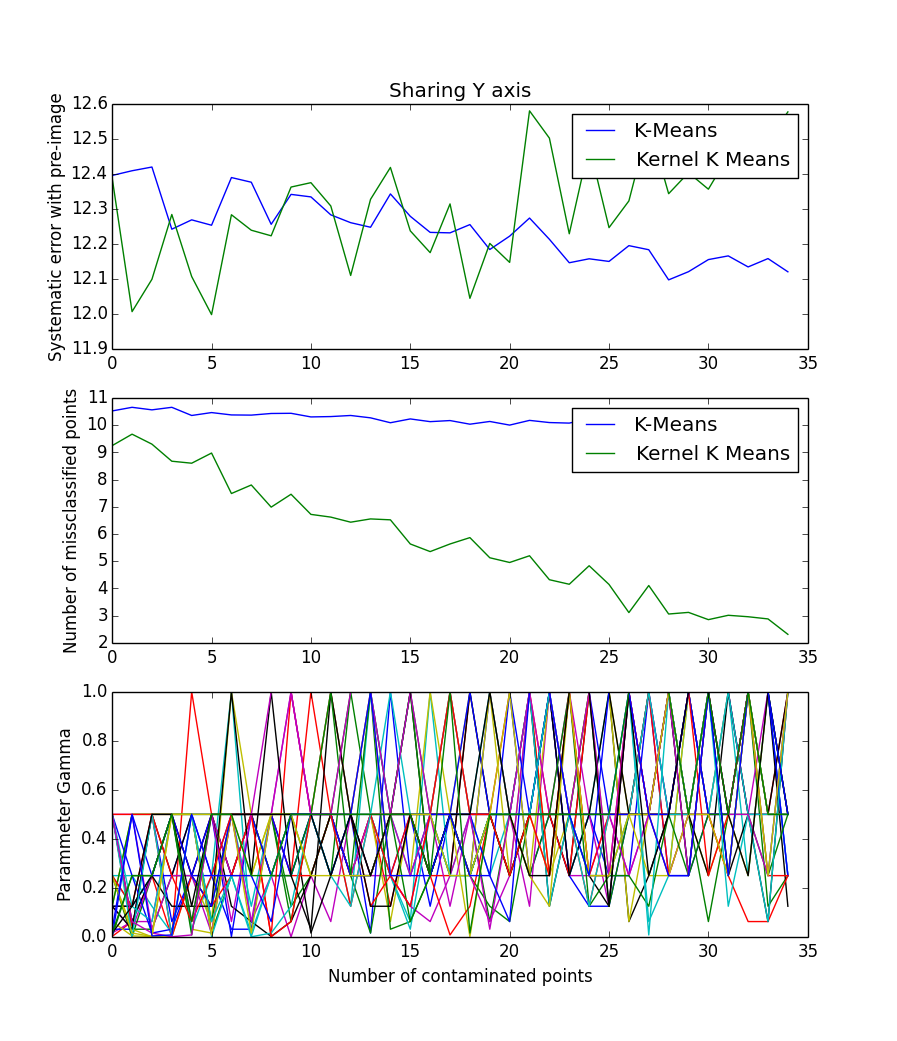 Sharing Y axis
Systematic error with pre-image
12.6
12.5
12.4
12.3
12.2
12.1
12.0
11.9
K-Means
Kernel K Means
0 5 10 15 20 25 30 35
Number of missclassified points
11
10
9
8
7
6
5
4
3
2
K-Means
Kernel K Means
0 5 10 15 20 25 30 35
Parammeter Gamma
1.0
0.8
0.6
0.4
0.2
0.0
0 5 10 15 20 25 30 35
Number of contaminated points